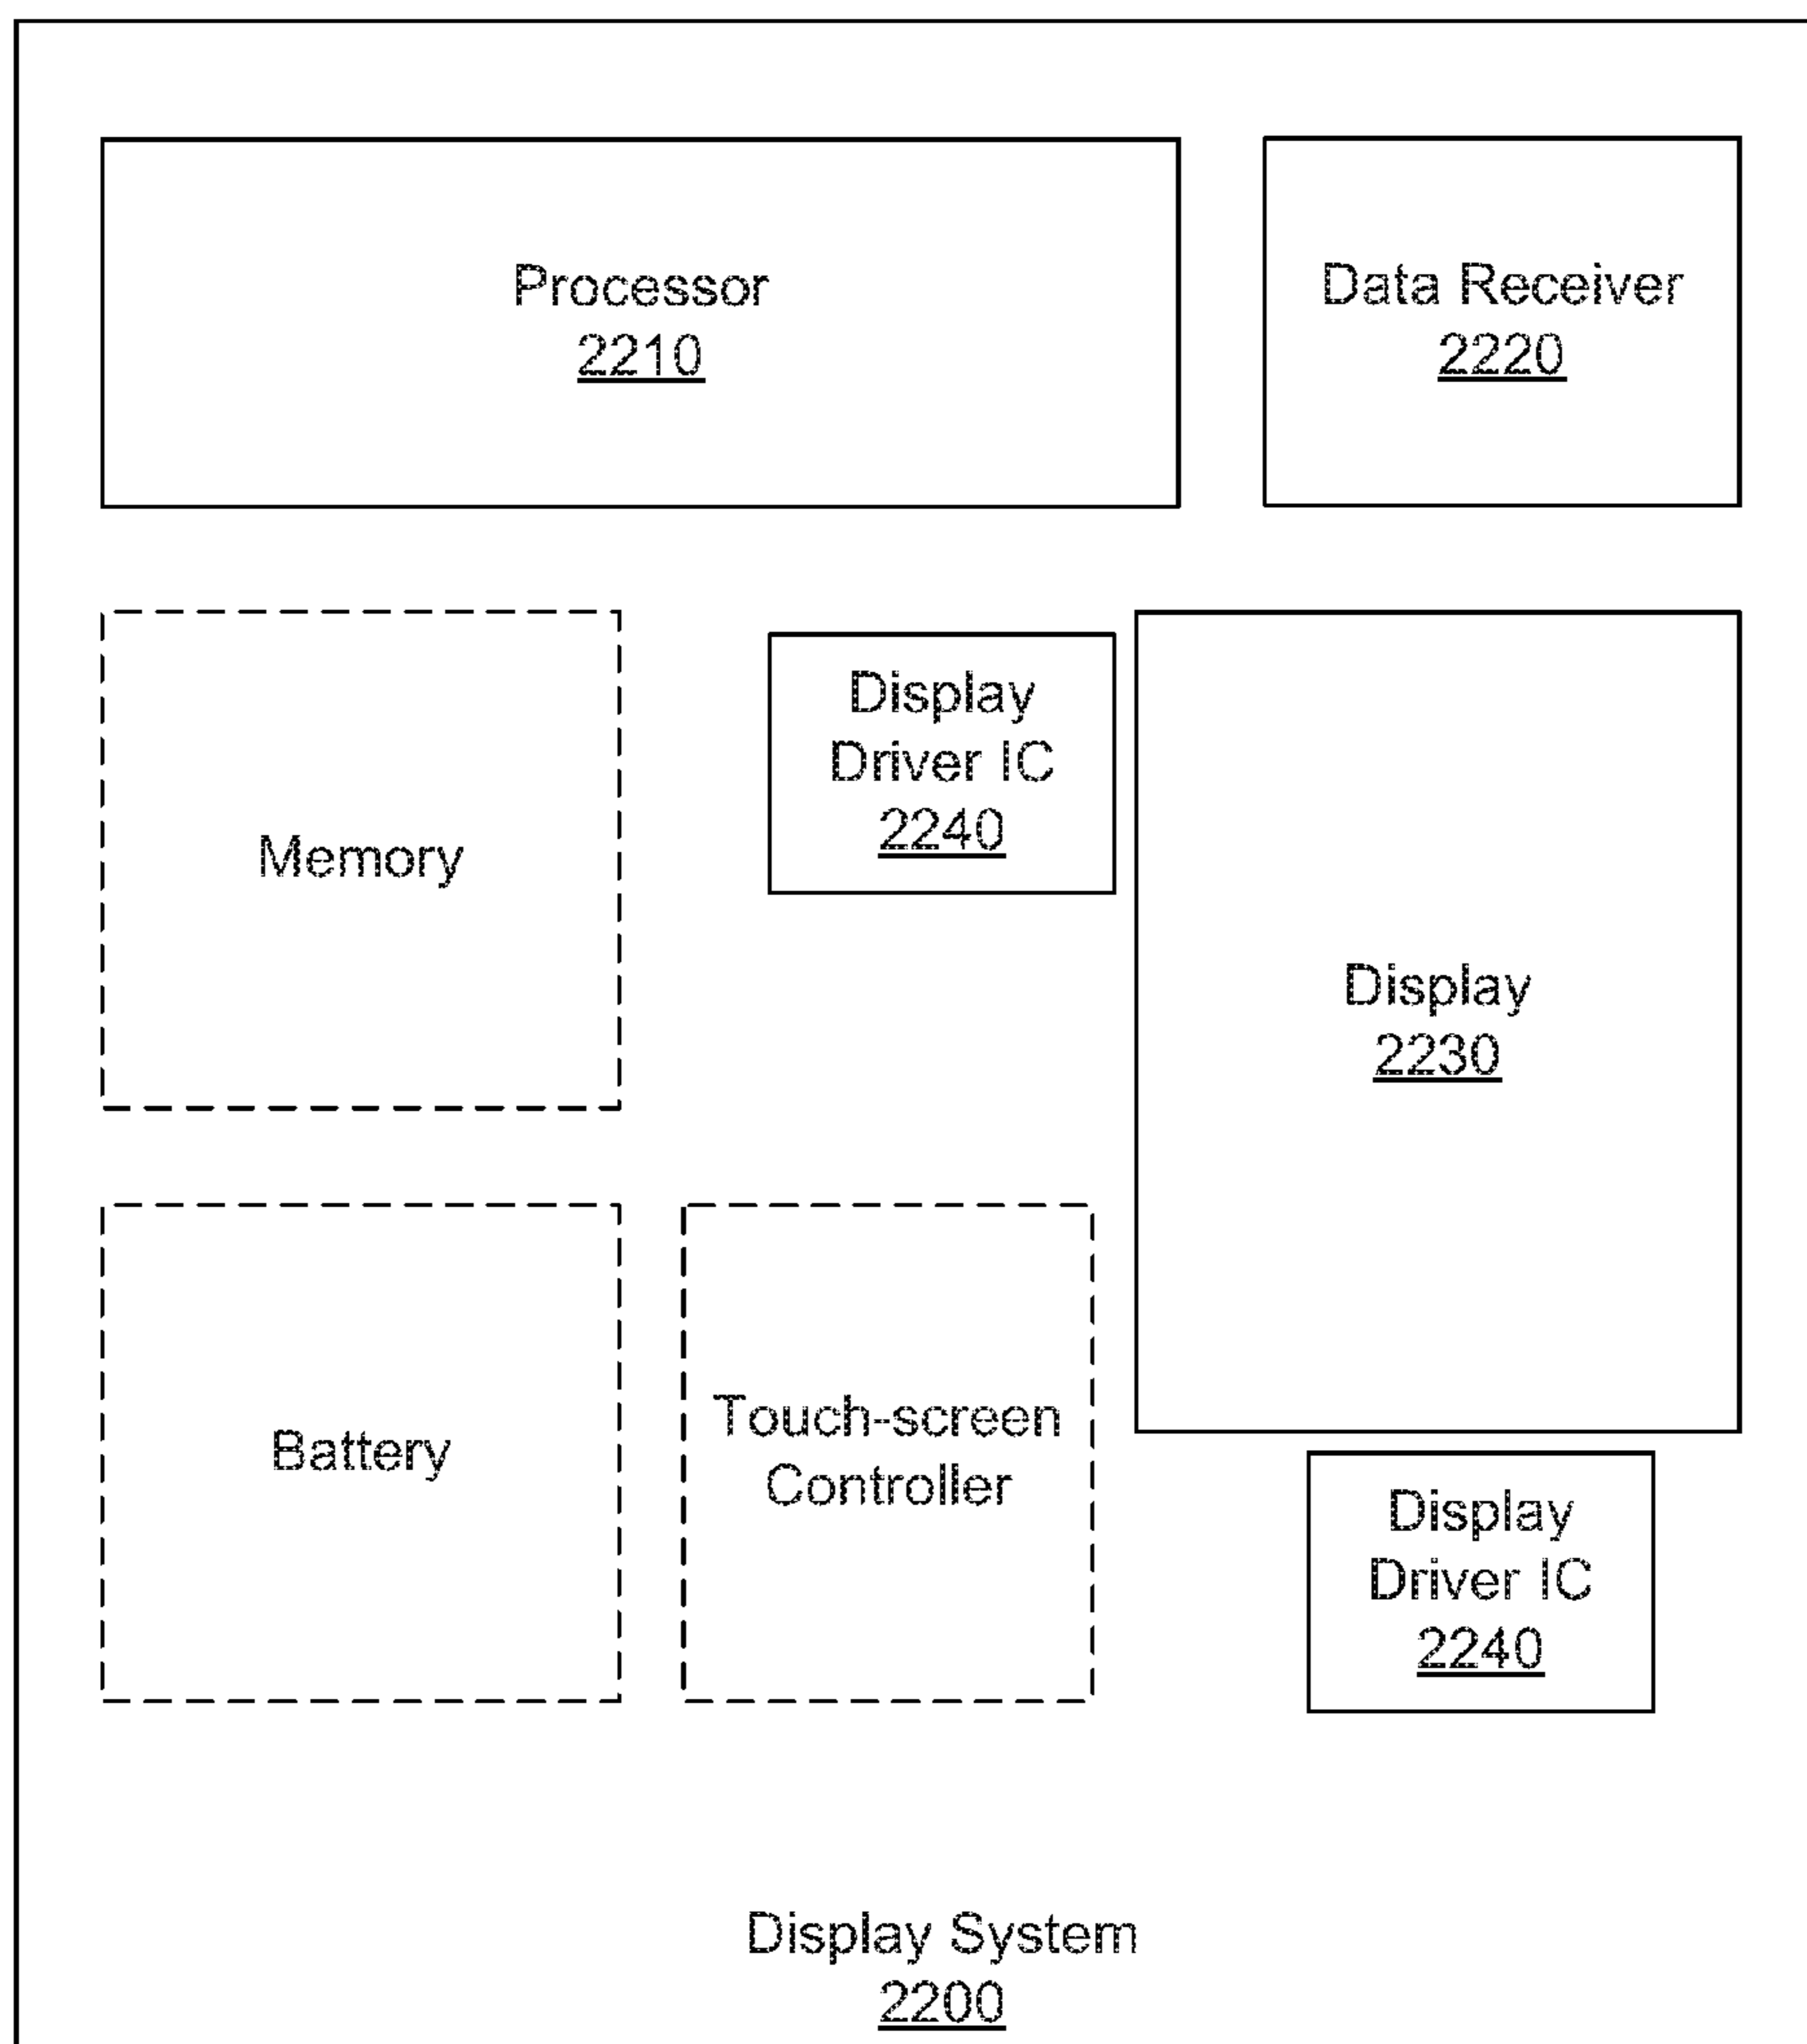 Processor
2210
Data Receiver
2220
Memory
Display
Driver IC
2240
Display
2230
Battery
Touch-screen
Controller
Display
Driver IC
2240
Display System
2200